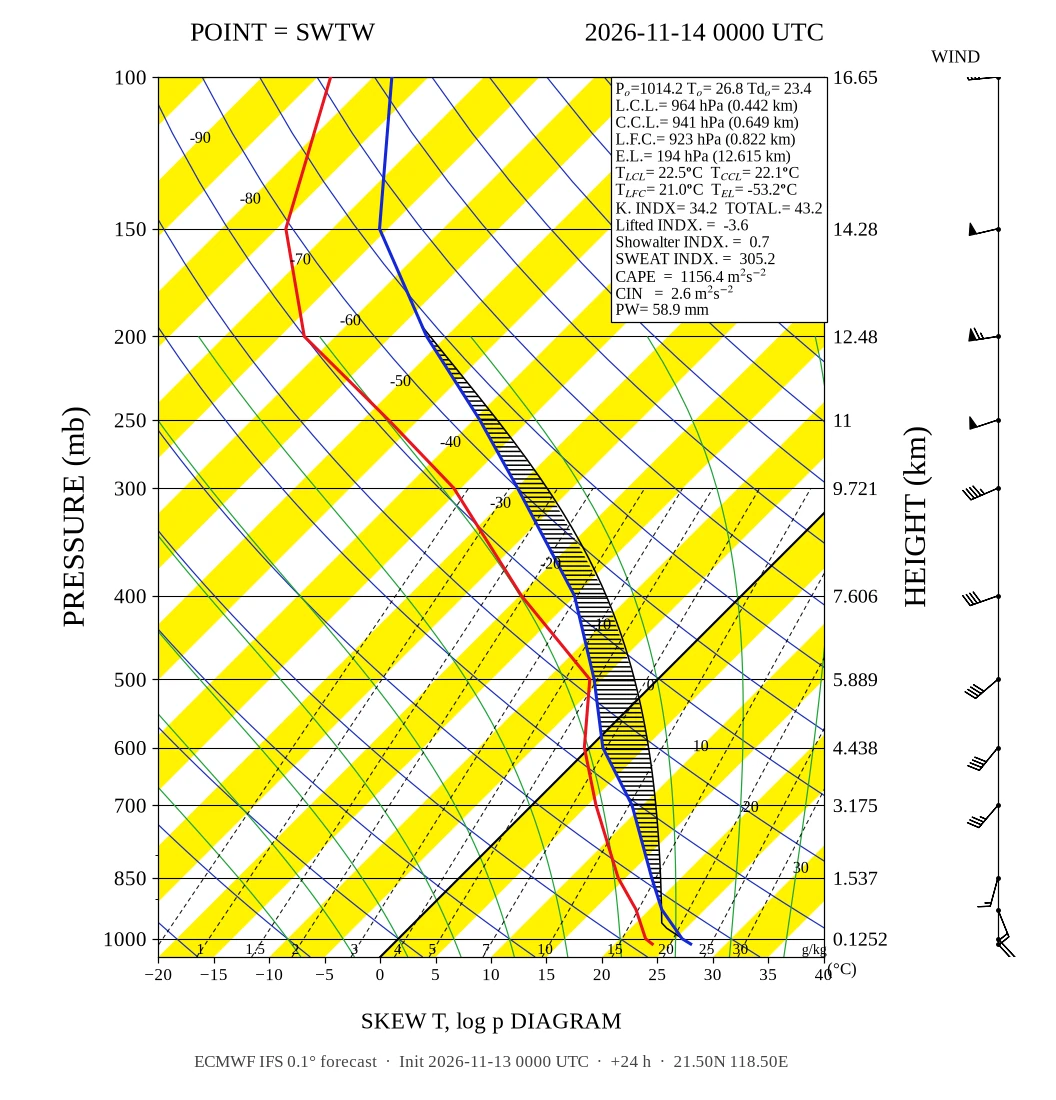 POINT = SWTW
2026-11-14 0000 UTC
WIND
P₀=1014.2 T₀= 26.8 Td₀= 23.4
L.C.L.= 964 hPa (0.442 km)
C.C.L.= 941 hPa (0.649 km)
L.F.C.= 923 hPa (0.822 km)
E.L.= 194 hPa (12.615 km)
T_LCL= 22.5°C T_CCL= 22.1°C
T_LFC= 21.0°C T_EL= -53.2°C
K. INDX= 34.2 TOTAL.= 43.2
Lifted INDX. = -3.6
Showalter INDX. = 0.7
SWEAT INDX. = 305.2
CAPE = 1156.4 m²s⁻²
CIN = 2.6 m²s⁻²
PW= 58.9 mm
100
150
200
250
300
400
500
600
700
850
1000
PRESSURE (mb)
16.65
14.28
12.48
11
9.721
7.606
5.889
4.438
3.175
1.537
0.1252
HEIGHT (km)
-90
-80
-70
-60
-50
-40
-30
-20
-10
0
10
20
30
1 1.5 2 3 4 5 7 10 15 20 25 30 g/kg
−20 −15 −10 −5 0 5 10 15 20 25 30 35 40 (°C)
SKEW T, log p DIAGRAM
ECMWF IFS 0.1° forecast · Init 2026-11-13 0000 UTC · +24 h · 21.50N 118.50E